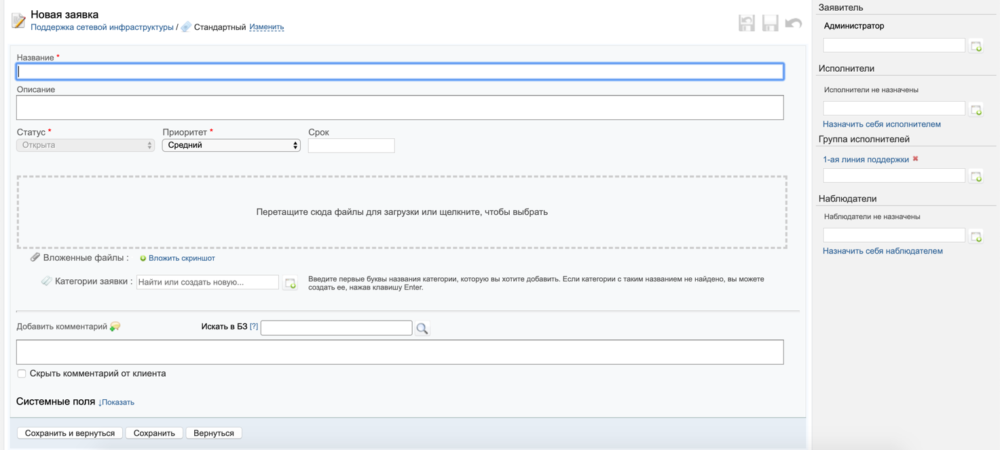 Новая заявка
Поддержка сетевой инфраструктуры / Стандартный Изменить
Название *
Описание
Статус * Приоритет * Срок
Открыта Средний
Перетащите сюда файлы для загрузки или щелкните, чтобы выбрать
Вложенные файлы : Вложить скриншот
Категории заявки : Найти или создать новую...
Введите первые буквы названия категории, которую вы хотите добавить. Если категории с таким названием не найдено, вы можете
создать ее, нажав клавишу Enter.
Добавить комментарий Искать в БЗ [?]
Скрыть комментарий от клиента
Системные поля ↓Показать
Сохранить и вернуться Сохранить Вернуться
Заявитель
Администратор
Исполнители
Исполнители не назначены
Назначить себя исполнителем
Группа исполнителей
1-ая линия поддержки
Наблюдатели
Наблюдатели не назначены
Назначить себя наблюдателем